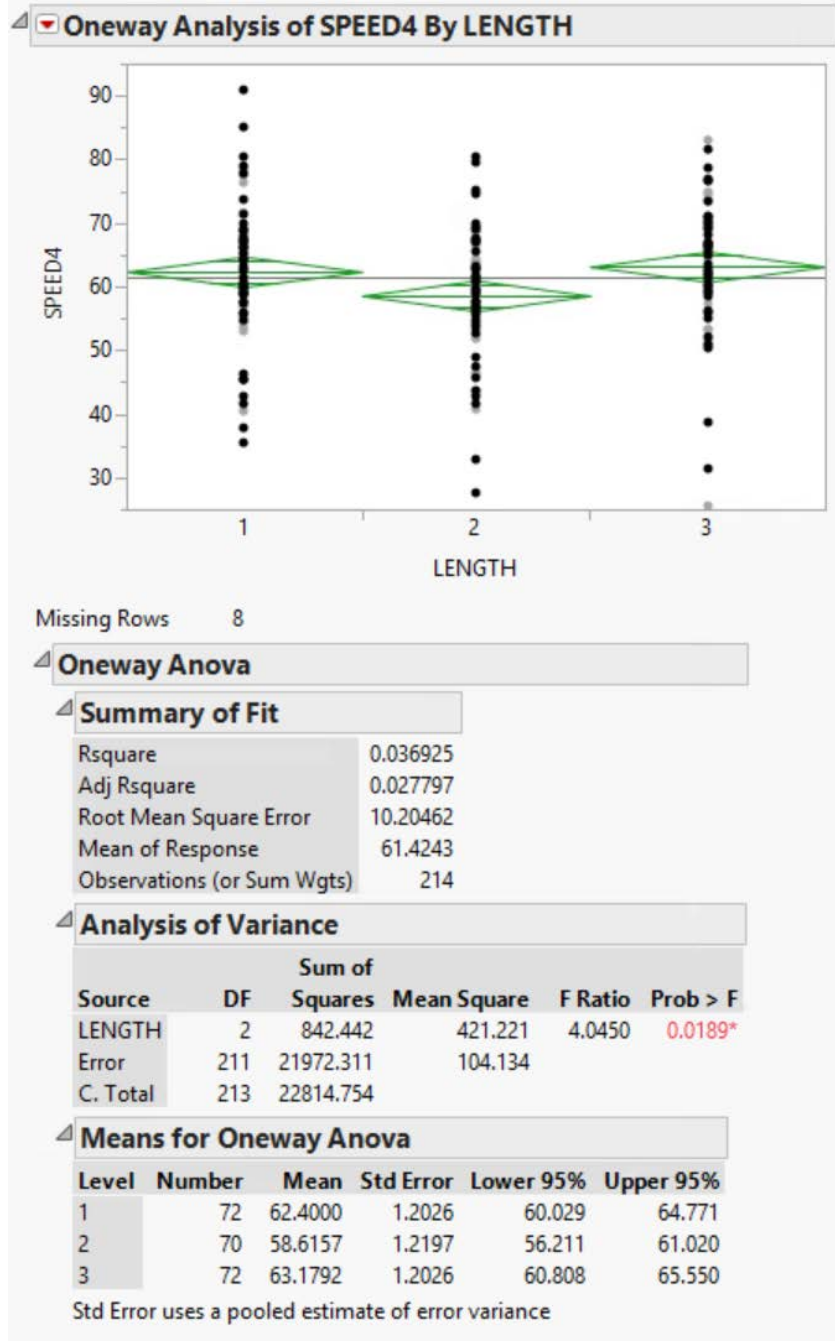 Oneway Analysis of SPEED4 By LENGTH
90
80
70
60
50
40
30
SPEED4
1 2 3
LENGTH
Missing Rows 8
Oneway Anova
Summary of Fit
Rsquare 0.036925
Adj Rsquare 0.027797
Root Mean Square Error 10.20462
Mean of Response 61.4243
Observations (or Sum Wgts) 214
Analysis of Variance
Sum of
Source DF Squares Mean Square F Ratio Prob > F
LENGTH 2 842.442 421.221 4.0450 0.0189*
Error 211 21972.311 104.134
C. Total 213 22814.754
Means for Oneway Anova
Level Number Mean Std Error Lower 95% Upper 95%
1 72 62.4000 1.2026 60.029 64.771
2 70 58.6157 1.2197 56.211 61.020
3 72 63.1792 1.2026 60.808 65.550
Std Error uses a pooled estimate of error variance